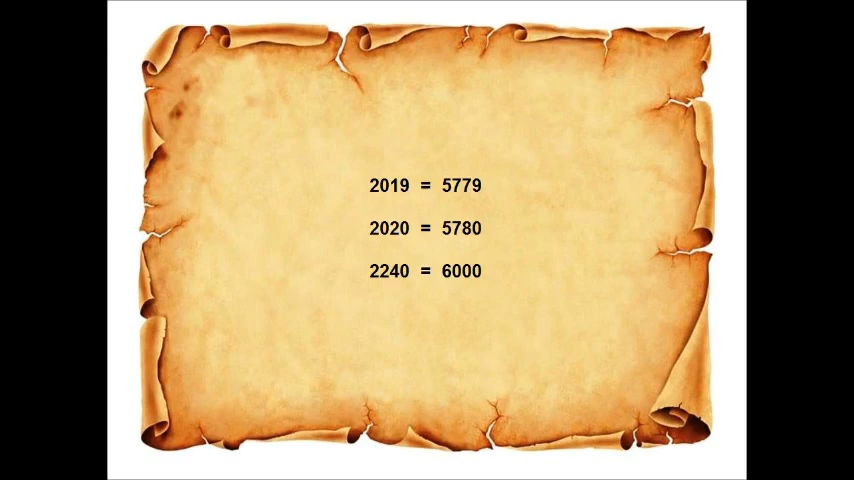 2019 = 5779
2020 = 5780
2240 = 6000